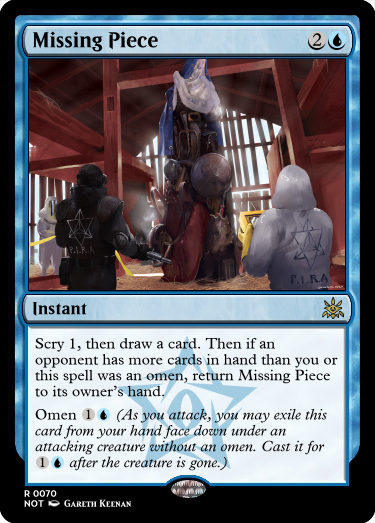 Missing Piece 2
P.I.R.A
P.I.R.A
Instant
Scry 1, then draw a card. Then if an
opponent has more cards in hand than you or
this spell was an omen, return Missing Piece
to its owner's hand.
Omen 1 (As you attack, you may exile this
card from your hand face down under an
attacking creature without an omen. Cast it for
1 after the creature is gone.)
R 0070
NOT Gareth Keenan